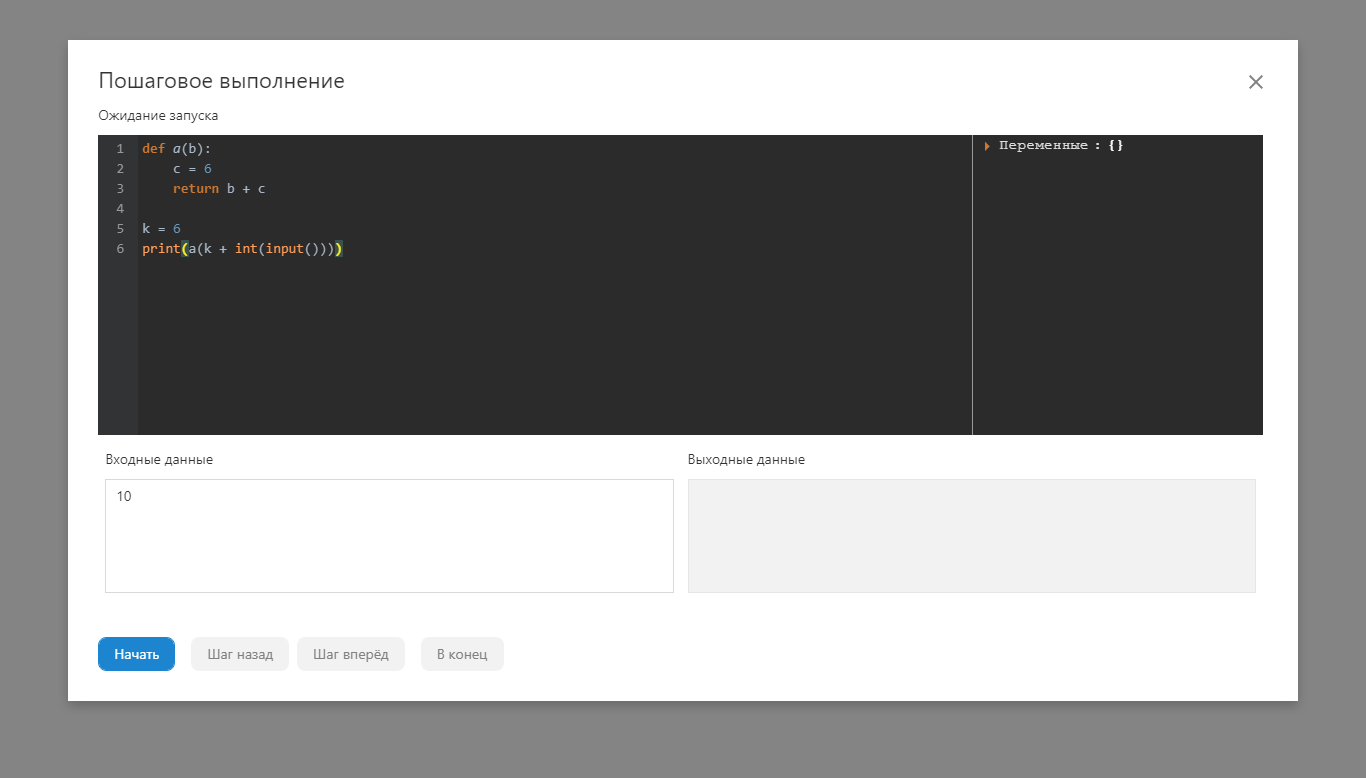 Пошаговое выполнение
Ожидание запуска
1 def a(b):
2     c = 6
3     return b + c
4
5 k = 6
6 print(a(k + int(input())))
Переменные : {}
Входные данные
Выходные данные
10
Начать
Шаг назад
Шаг вперёд
В конец